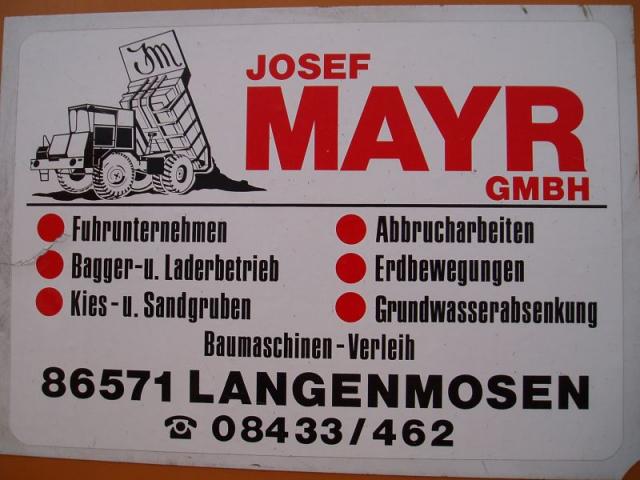 JM
JOSEF
MAYR
GMBH
Fuhrunternehmen
Bagger-u. Laderbetrieb
Kies-u. Sandgruben
Abbrucharbeiten
Erdbewegungen
Grundwasserabsenkung
Baumaschinen-Verleih
86571 LANGENMOSEN
☎ 08433/462